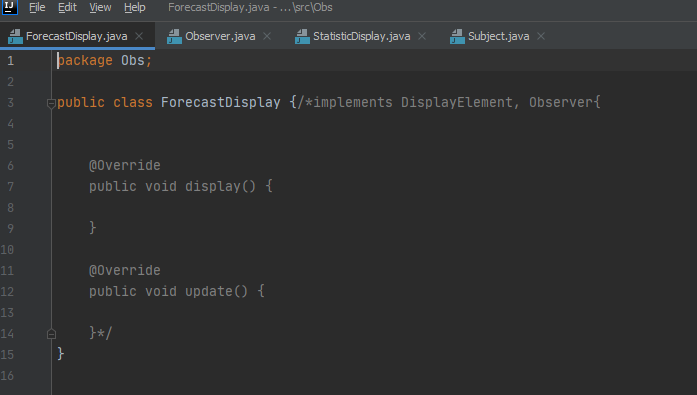 IJ File Edit View Help ForecastDisplay.java - ...\src\Obs
ForecastDisplay.java Observer.java StatisticDisplay.java Subject.java
1 package Obs;
2
3 public class ForecastDisplay {/*implements DisplayElement, Observer{
4
5
6 @Override
7 public void display() {
8
9 }
10
11 @Override
12 public void update() {
13
14 }*/
15 }
16